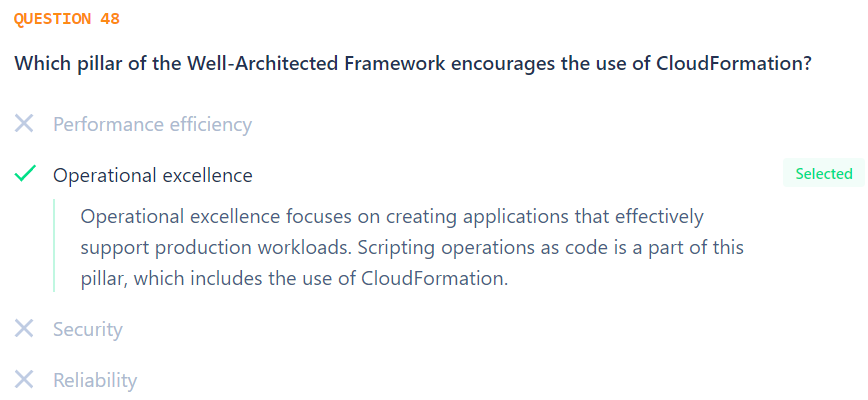 QUESTION 48
Which pillar of the Well-Architected Framework encourages the use of CloudFormation?
Performance efficiency
Operational excellence
Selected
Operational excellence focuses on creating applications that effectively
support production workloads. Scripting operations as code is a part of this
pillar, which includes the use of CloudFormation.
Security
Reliability